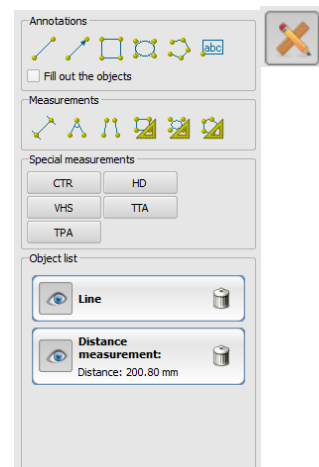 Annotations
abc
Fill out the objects
Measurements
Special measurements
CTR HD
VHS TTA
TPA
Object list
Line
Distance
measurement:
Distance: 200.80 mm